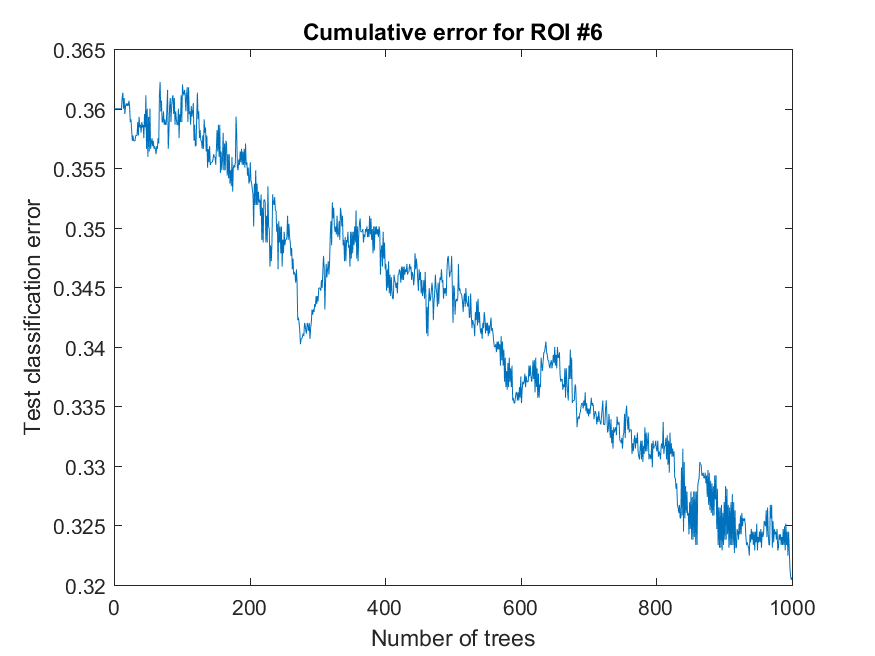 Cumulative error for ROI #6
0.365
0.36
0.355
0.35
0.345
0.34
0.335
0.33
0.325
0.32
Test classification error
0 200 400 600 800 1000
Number of trees